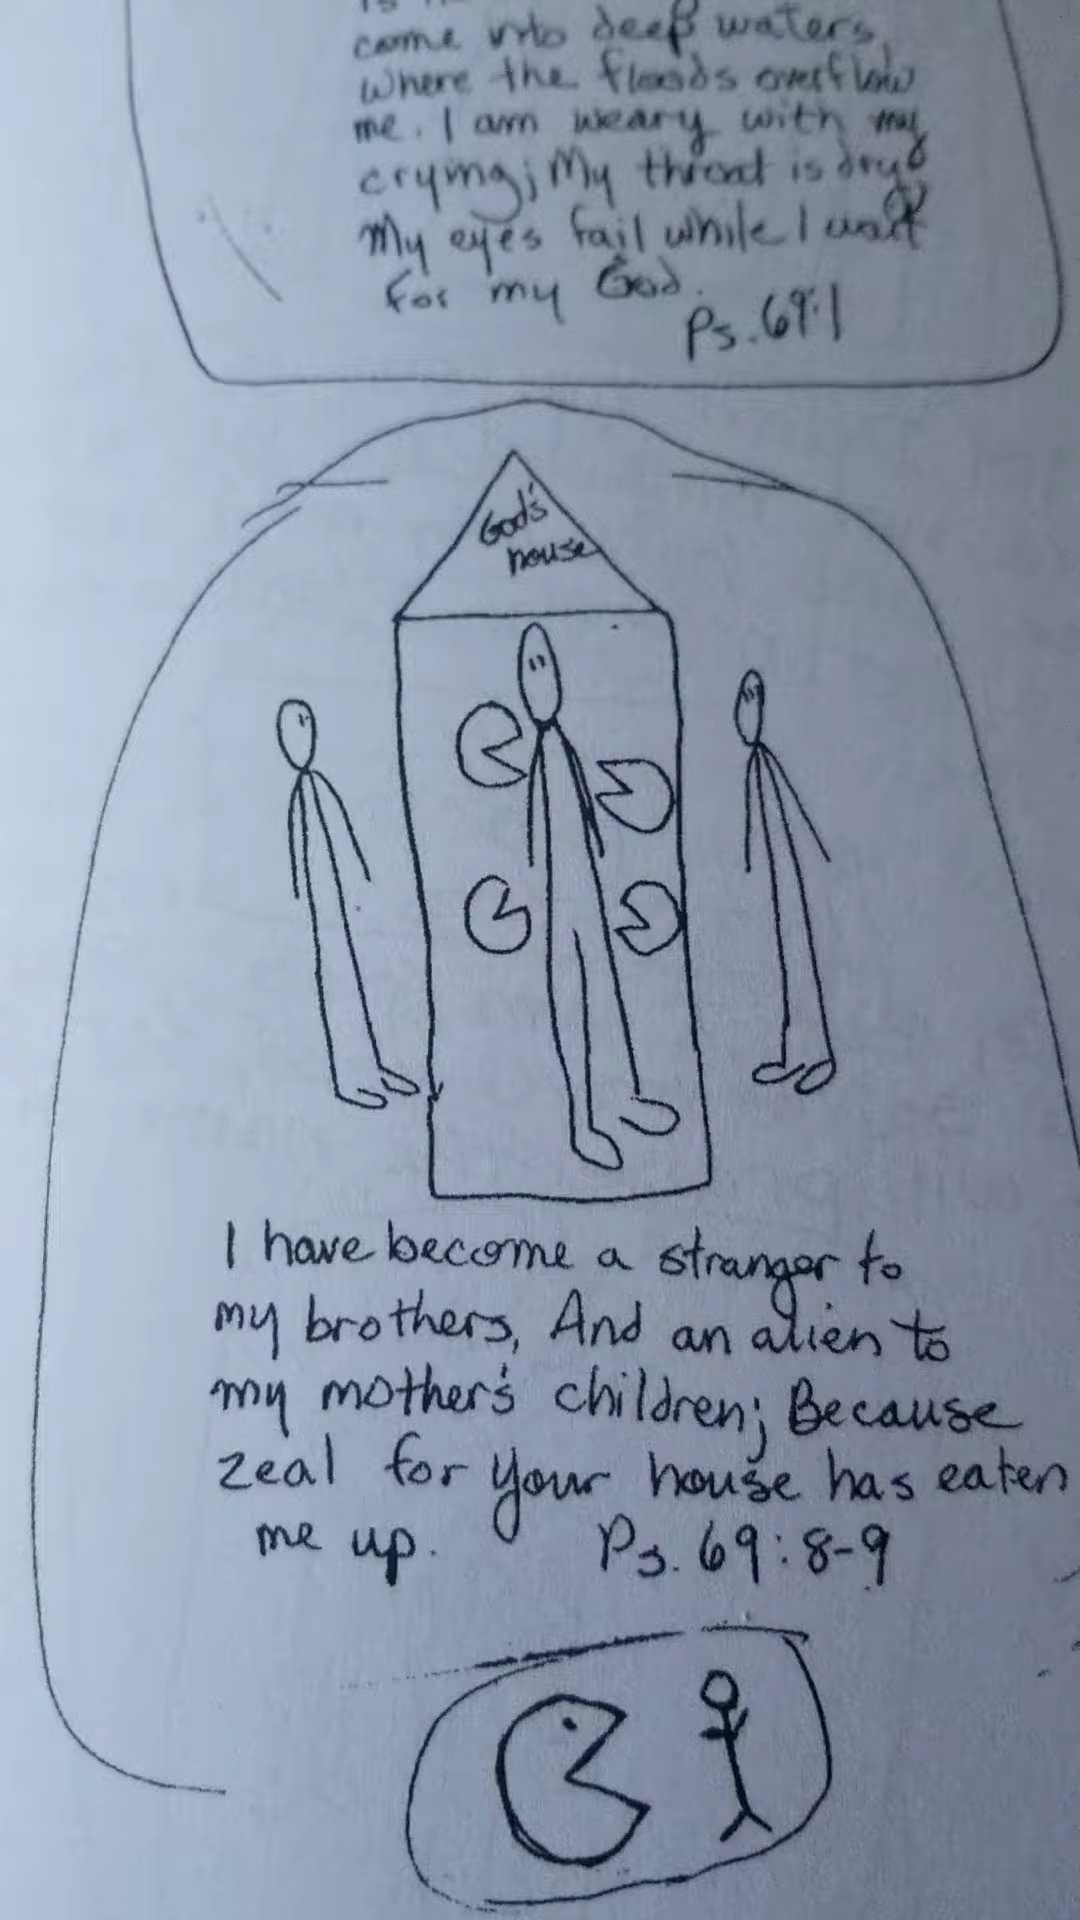 come into deep waters,
Where the floods overflow
me. I am weary with my
crying; My throat is dry;
My eyes fail while I wait
for my God.
Ps. 69:1
God's
house
I have become a stranger to
my brothers, And an alien to
my mother's children; Because
zeal for your house has eaten
me up. Ps. 69:8-9